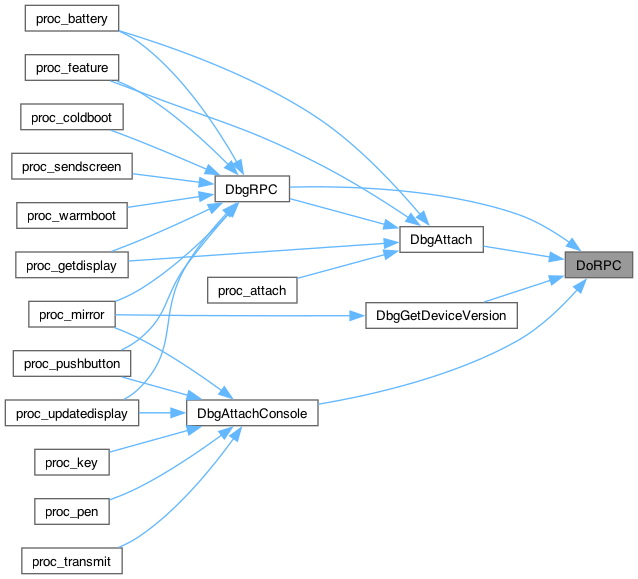 proc_battery
proc_feature
proc_coldboot
proc_sendscreen
DbgRPC
proc_warmboot
DbgAttach
proc_getdisplay
DoRPC
proc_attach
proc_mirror
DbgGetDeviceVersion
proc_pushbutton
proc_updatedisplay
DbgAttachConsole
proc_key
proc_pen
proc_transmit